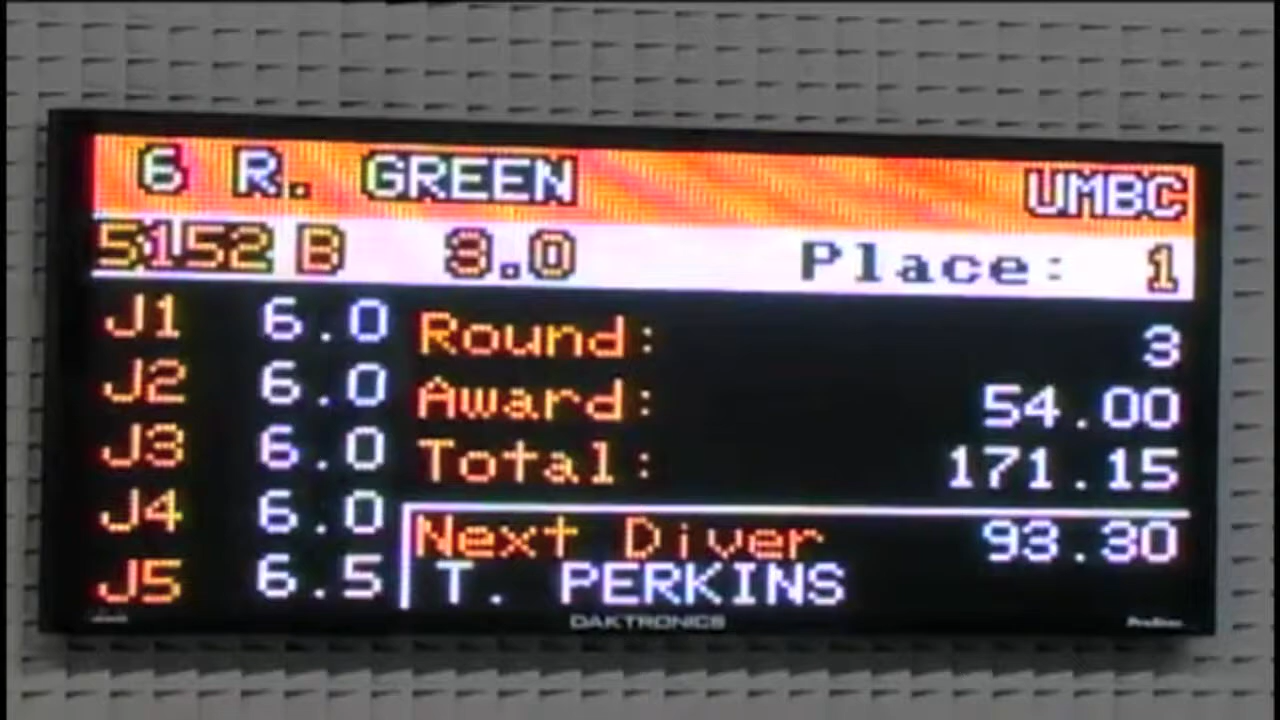 6 R. GREEN UMBC
5152 B 3.0 Place: 1
J1 6.0 Round: 3
J2 6.0 Award: 54.00
J3 6.0 Total: 171.15
J4 6.0 Next Diver 93.30
J5 6.5 T. PERKINS
DAKTRONICS